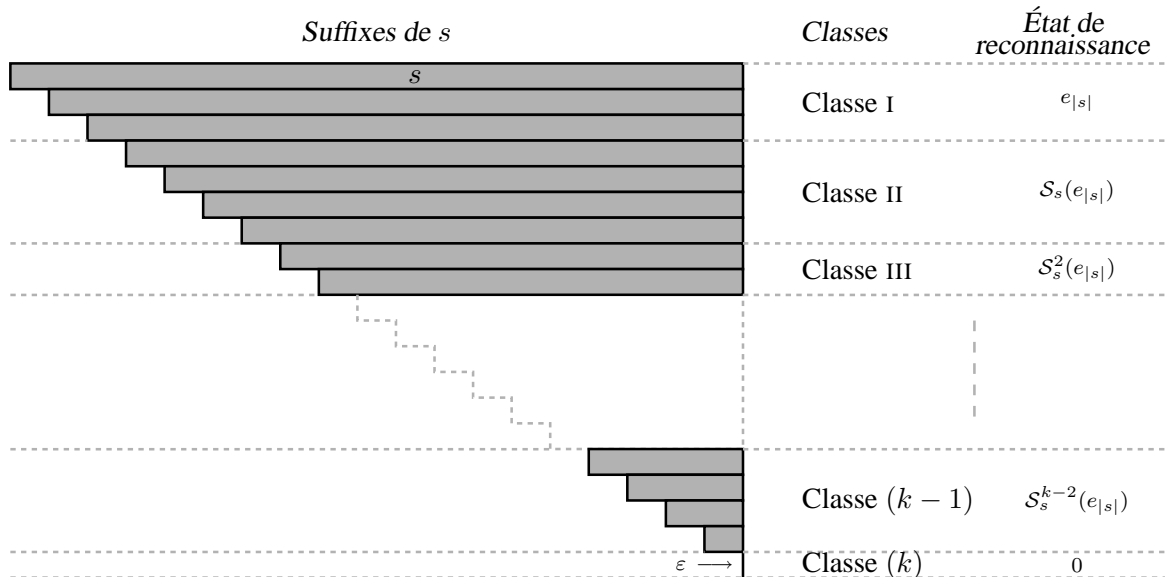 Suffixes de s Classes État de reconnaissance
s
Classe I e_{|s|}
Classe II S_s(e_{|s|})
Classe III S_s^2(e_{|s|})
Classe (k − 1) S_s^{k−2}(e_{|s|})
ε ⟶ Classe (k) 0